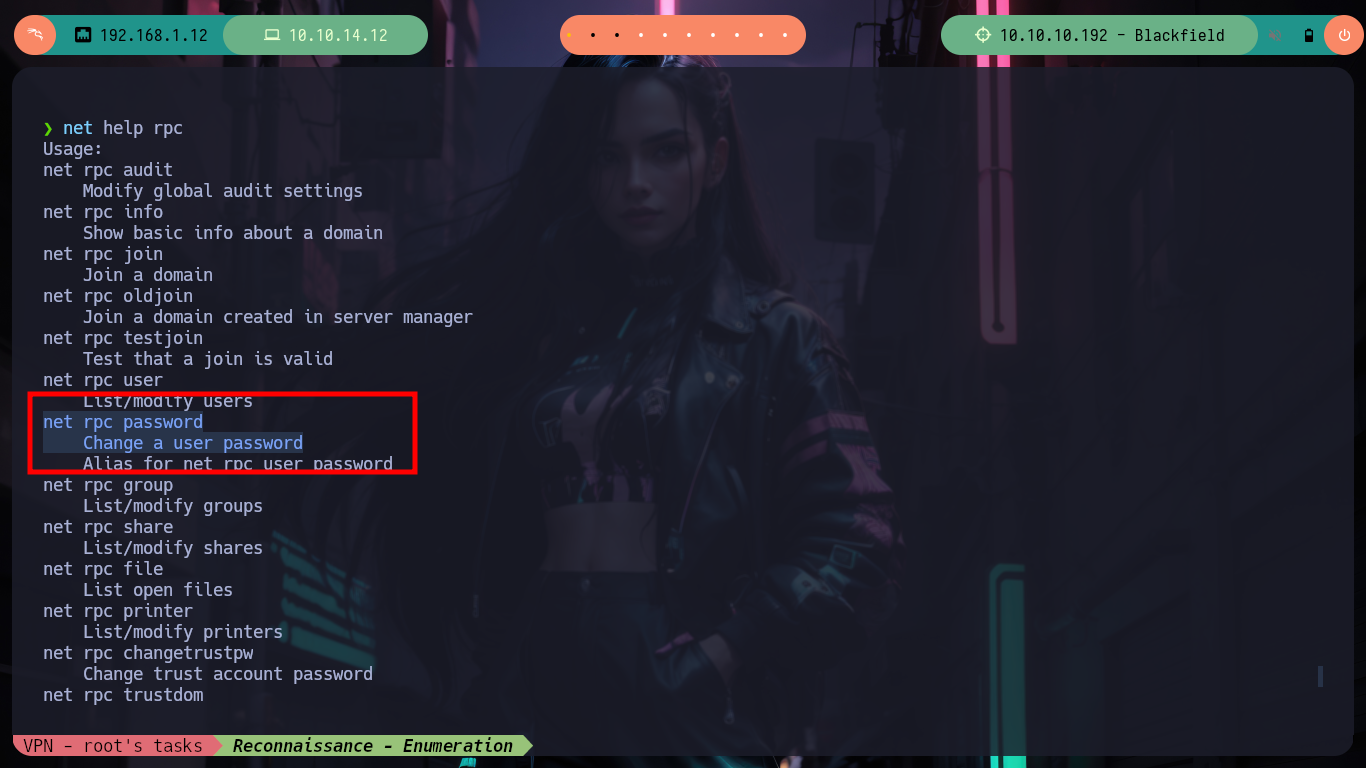 192.168.1.12
10.10.14.12
10.10.10.192 - Blackfield
❯ net help rpc
Usage:
net rpc audit
Modify global audit settings
net rpc info
Show basic info about a domain
net rpc join
Join a domain
net rpc oldjoin
Join a domain created in server manager
net rpc testjoin
Test that a join is valid
net rpc user
List/modify users
net rpc password
Change a user password
Alias for net rpc user password
net rpc group
List/modify groups
net rpc share
List/modify shares
net rpc file
List open files
net rpc printer
List/modify printers
net rpc changetrustpw
Change trust account password
net rpc trustdom
VPN - root's tasks
Reconnaissance - Enumeration